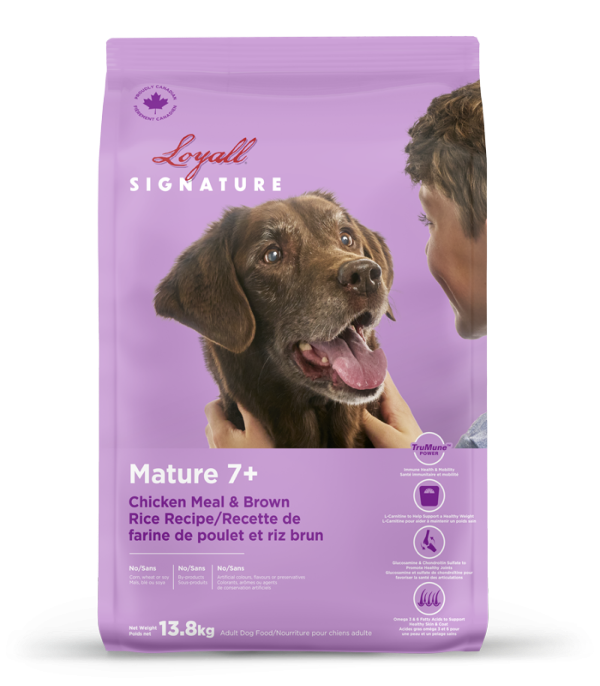 PROUDLY CANADIAN
FIÈREMENT CANADIEN
Loyall
SIGNATURE
TruMune™
POWER
Immune Health & Mobility
Santé immunitaire et mobilité
L-Carnitine to Help Support a Healthy Weight
L-Carnitine pour aider à maintenir un poids sain
Glucosamine & Chondroitin Sulfate to
Promote Healthy Joints
Glucosamine et sulfate de chondroïtine pour
favoriser la santé des articulations
Omega 3 & 6 Fatty Acids to Support
Healthy Skin & Coat
Acides gras oméga 3 et 6 pour
une peau et un pelage sains
Mature 7+
Chicken Meal & Brown
Rice Recipe/Recette de
farine de poulet et riz brun
No/Sans
Corn, wheat or soy
Maïs, blé ou soya
No/Sans
By-products
Sous-produits
No/Sans
Artificial colours, flavours or preservatives
Colorants, arômes ou agents
de conservation artificiels
Net Weight
Poids net
13.8kg
Adult Dog Food/Nourriture pour chiens adulte